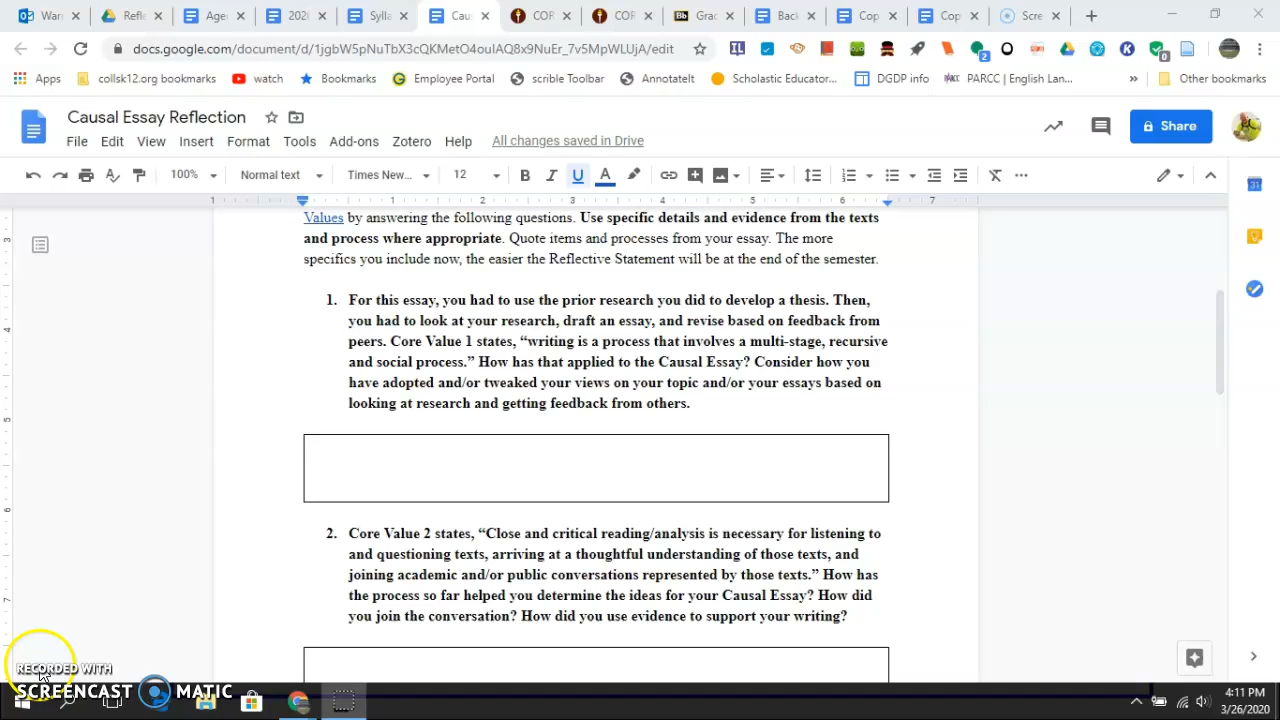 War
Refl
Agen
Sylla
Cau
COR
COR
Grac
Back
Cop
Cop
Scre
docs.google.com/document/d/1jgbW5pNuTbX3cQKMetO4ouIAQ8s9NuEr_7v5MpWLUjA/edit
Apps
collsk12.org bookmarks
watch
Bookmarks
Employee Portal
scrible Toolbar
AnnotateIt
Scholastic Educator...
DGDP info
PARCC | English Lan...
Other bookmarks
Causal Essay Reflection
Share
File Edit View Insert Format Tools Add-ons Zotero Help All changes saved in Drive
100% Normal text Times New... 12
Values by answering the following questions. Use specific details and evidence from the texts
and process where appropriate. Quote items and processes from your essay. The more
specifics you include now, the easier the Reflective Statement will be at the end of the semester.
1. For this essay, you had to use the prior research you did to develop a thesis. Then,
you had to look at your research, draft an essay, and revise based on feedback from
peers. Core Value 1 states, “writing is a process that involves a multi-stage, recursive
and social process.” How has that applied to the Causal Essay? Consider how you
have adopted and/or tweaked your views on your topic and/or your essays based on
looking at research and getting feedback from others.
2. Core Value 2 states, “Close and critical reading/analysis is necessary for listening to
and questioning texts, arriving at a thoughtful understanding of those texts, and
joining academic and/or public conversations represented by those texts.” How has
the process so far helped you determine the ideas for your Causal Essay? How did
you join the conversation? How did you use evidence to support your writing?
RECORDED WITH
SCREENCAST MATIC
4:11 PM
3/26/2020